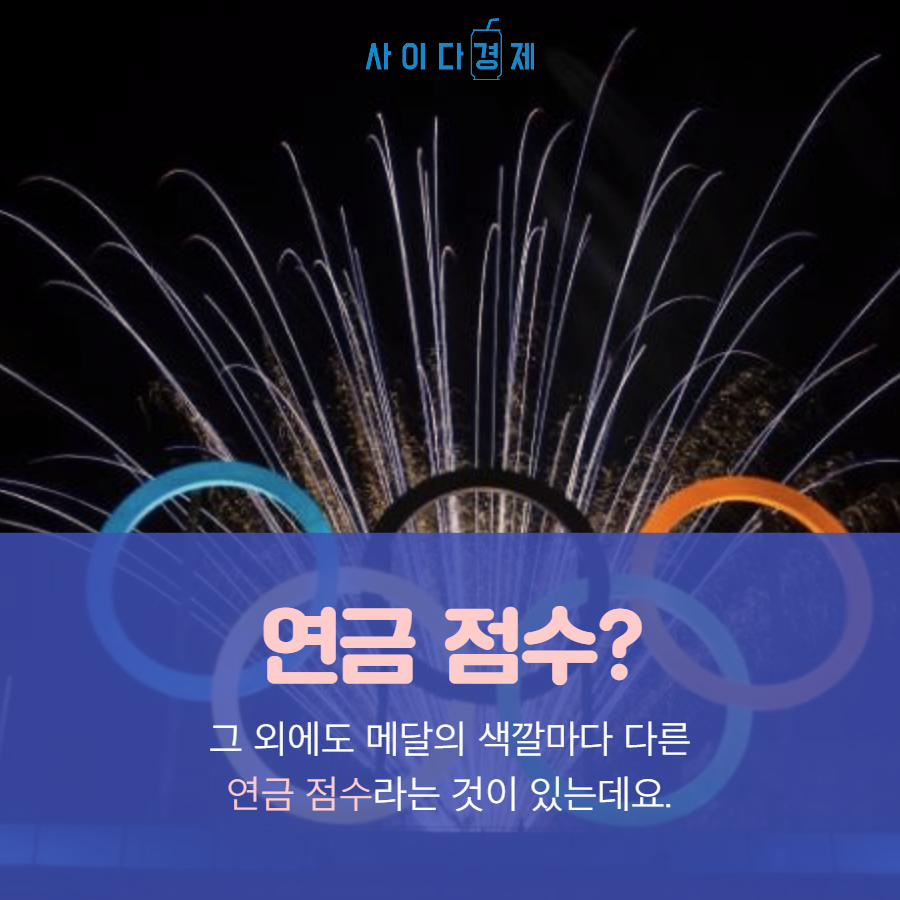 사이다경제
연금 점수?
그 외에도 메달의 색깔마다 다른
연금 점수라는 것이 있는데요.